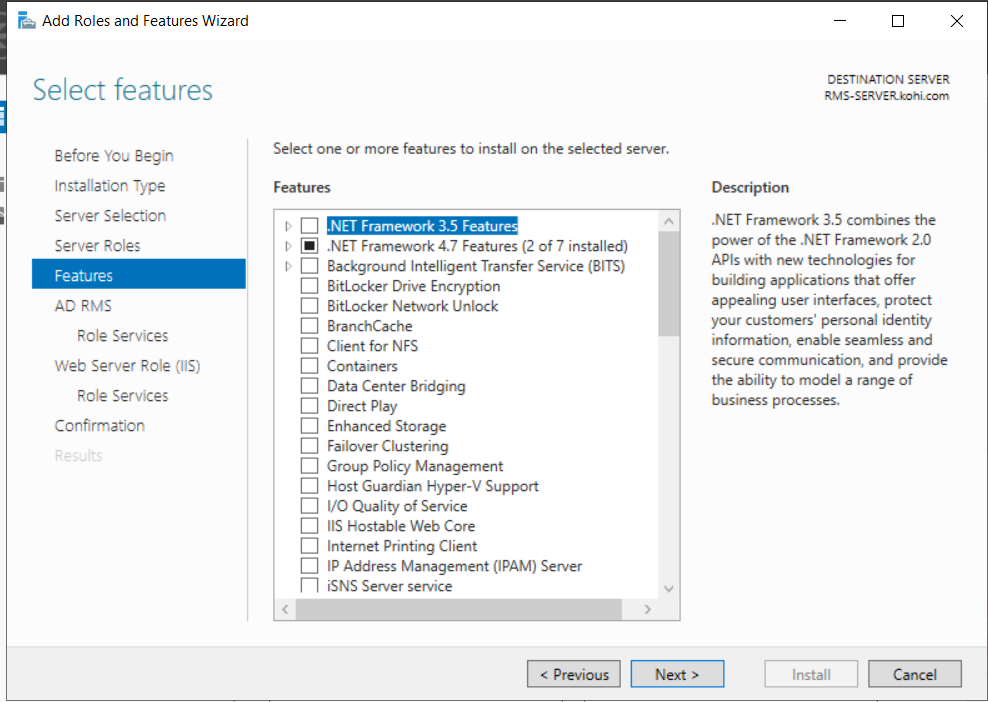 Add Roles and Features Wizard
Select features
DESTINATION SERVER
RMS-SERVER.kohi.com
Before You Begin
Installation Type
Server Selection
Server Roles
Features
AD RMS
Role Services
Web Server Role (IIS)
Role Services
Confirmation
Results
Select one or more features to install on the selected server.
Features
.NET Framework 3.5 Features
.NET Framework 4.7 Features (2 of 7 installed)
Background Intelligent Transfer Service (BITS)
BitLocker Drive Encryption
BitLocker Network Unlock
BranchCache
Client for NFS
Containers
Data Center Bridging
Direct Play
Enhanced Storage
Failover Clustering
Group Policy Management
Host Guardian Hyper-V Support
I/O Quality of Service
IIS Hostable Web Core
Internet Printing Client
IP Address Management (IPAM) Server
iSNS Server service
Description
.NET Framework 3.5 combines the
power of the .NET Framework 2.0
APIs with new technologies for
building applications that offer
appealing user interfaces, protect
your customers' personal identity
information, enable seamless and
secure communication, and provide
the ability to model a range of
business processes.
< Previous
Next >
Install
Cancel